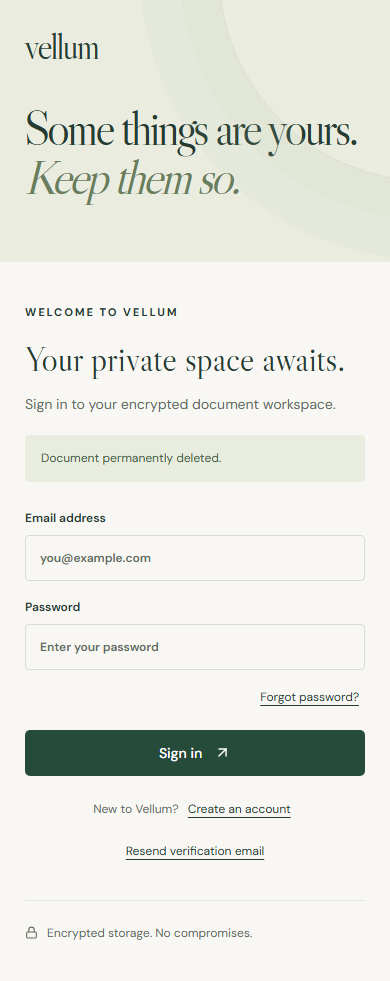 vellum
Some things are yours.
Keep them so.
WELCOME TO VELLUM
Your private space awaits.
Sign in to your encrypted document workspace.
Document permanently deleted.
Email address
you@example.com
Password
Enter your password
Forgot password?
Sign in
New to Vellum? Create an account
Resend verification email
Encrypted storage. No compromises.